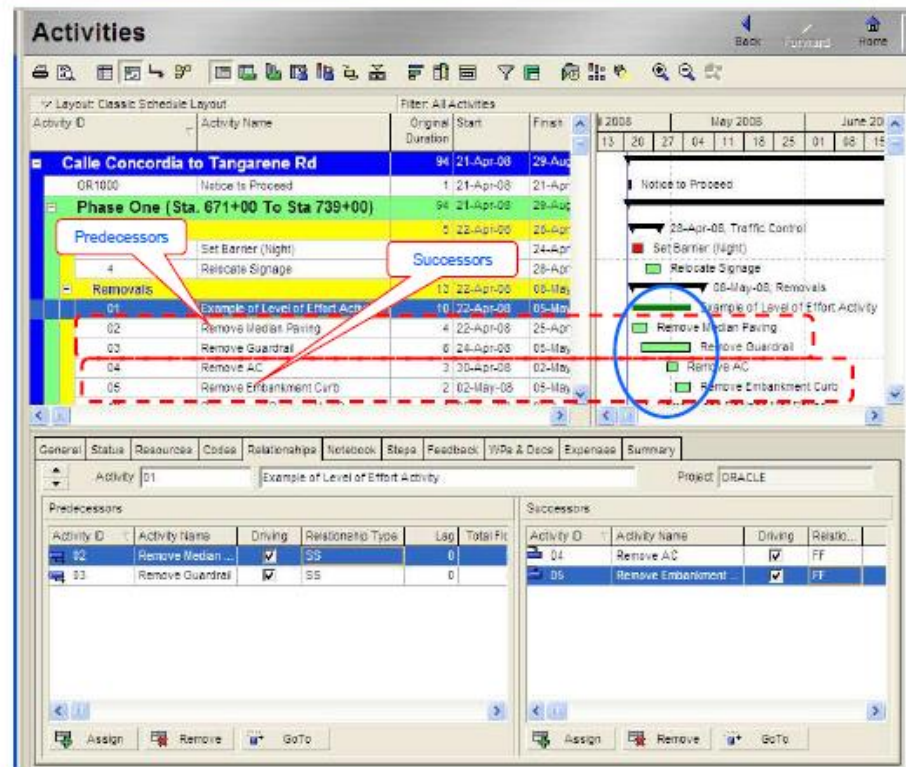 Activities
Back Forward Home
Layout: Classic Schedule Layout Filter: All Activities
Activity ID Activity Name Original Duration Start Finish 2008 May 2008 June 20
13 20 27 04 11 18 25 01 08 15
Calle Concordia to Tangarene Rd 94 21-Apr-08 29-Aug
OR1000 Notice to Proceed 1 21-Apr-08 21-Apr Notice to Proceed
Phase One (Sta. 671+00 To Sta 739+00) 94 21-Apr-08 29-Aug
5 22-Apr-08 28-Apr 28-Apr-08, Traffic Control
Predecessors
Set Barrier (Night) 24-Apr Set Barrier (Night)
Successors
4 Relocate Signage 28-Apr Relocate Signage
Removals 13 22-Apr-08 08-May 08-May-08, Removals
01 Example of Level of Effort Acti 10 22-Apr-08 05-May Example of Level of Effort Activity
02 Remove Median Paving 4 22-Apr-08 25-Apr Remove Median Paving
03 Remove Guardrail 6 24-Apr-08 05-May Remove Guardrail
04 Remove AC 3 30-Apr-08 02-May Remove AC
05 Remove Embankment Curb 2 02-May-08 05-May Remove Embankment Curb
General Status Resources Codes Relationships Notebook Steps Feedback WPs & Docs Expenses Summary
Activity 01 Example of Level of Effort Activity Project ORACLE
Predecessors Successors
Activity ID Activity Name Driving Relationship Type Lag Total Flo Activity ID Activity Name Driving Relatio...
02 Remove Median ... SS 0 04 Remove AC FF
03 Remove Guardrail SS 0 05 Remove Embankment ... FF
Assign Remove GoTo Assign Remove GoTo